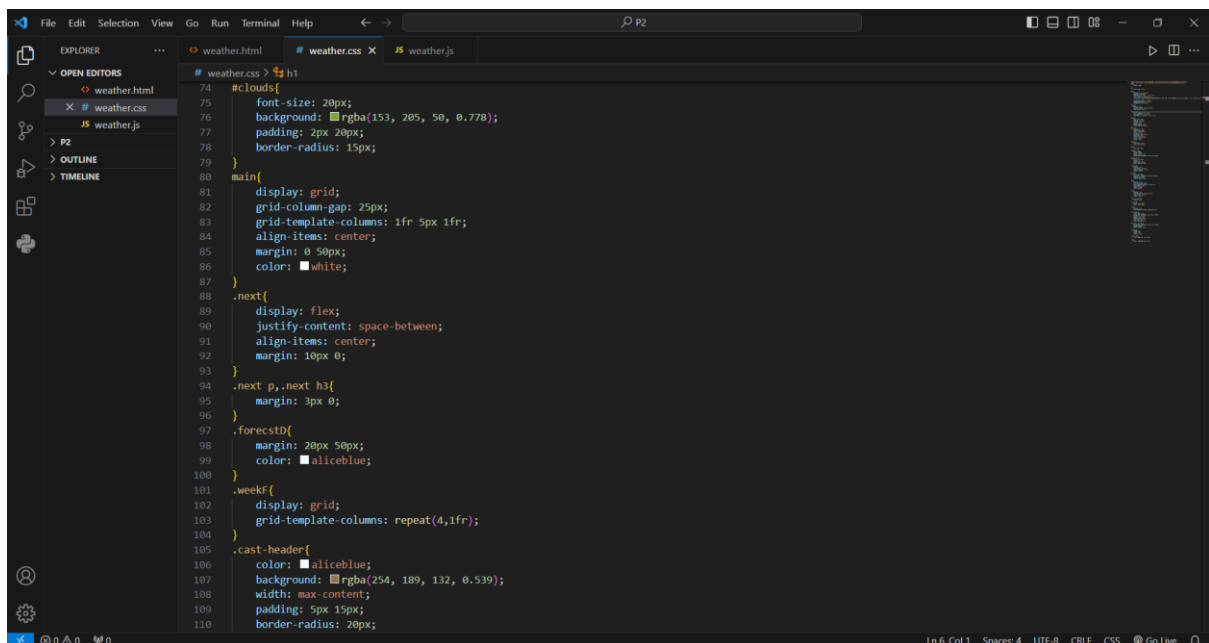 File Edit Selection View Go Run Terminal Help P2
EXPLORER
OPEN EDITORS
weather.html
weather.css
weather.js
P2
OUTLINE
TIMELINE
weather.html weather.css weather.js
weather.css > h1
74 #clouds{
75 font-size: 20px;
76 background: rgba(153, 205, 50, 0.778);
77 padding: 2px 20px;
78 border-radius: 15px;
79 }
80 main{
81 display: grid;
82 grid-column-gap: 25px;
83 grid-template-columns: 1fr 5px 1fr;
84 align-items: center;
85 margin: 0 50px;
86 color: white;
87 }
88 .next{
89 display: flex;
90 justify-content: space-between;
91 align-items: center;
92 margin: 10px 0;
93 }
94 .next p,.next h3{
95 margin: 3px 0;
96 }
97 .forecstD{
98 margin: 20px 50px;
99 color: aliceblue;
100 }
101 .weekF{
102 display: grid;
103 grid-template-columns: repeat(4,1fr);
104 }
105 .cast-header{
106 color: aliceblue;
107 background: rgba(254, 189, 132, 0.539);
108 width: max-content;
109 padding: 5px 15px;
110 border-radius: 20px;
0 0 0 Ln 6, Col 1 Spaces: 4 UTF-8 CRLF CSS Go Live